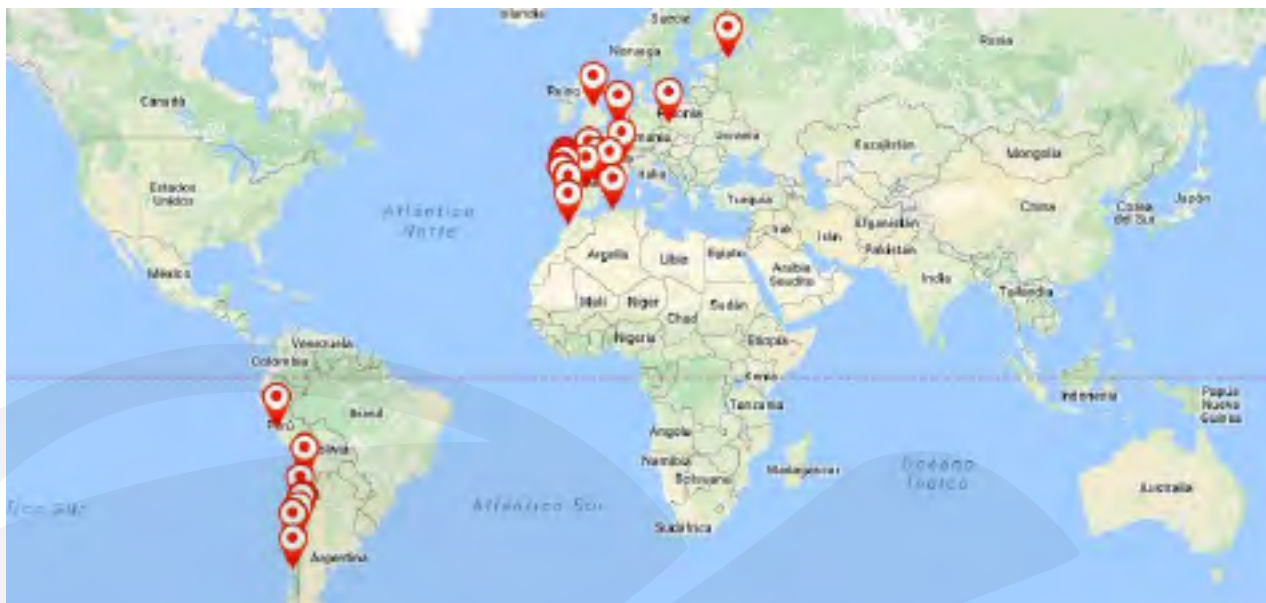 Islandia
Suecia
Noruega
Rusia
Reino
Polonia
Canadá
mania
Ucrania
Kazajistán
Mongolia
Italia
Estados
Unidos
Turquía
China
Corea
del Sur
Japón
Atlántico
Norte
Irak
Irán
Afganistán
Pakistán
Argelia
Libia
Egipto
Arabia
Saudita
India
México
Tailandia
Malí
Níger
Sudán
Chad
Nigeria
Etiopía
Venezuela
Colombia
Kenia
Indonesia
Papúa
Nueva
Guinea
Tanzania
Perú
Brasil
Angola
olivia
Namibia
Botsuana
Madagascar
Océano
Índico
Australia
Atlántico Sur
Sudáfrica
Argentina